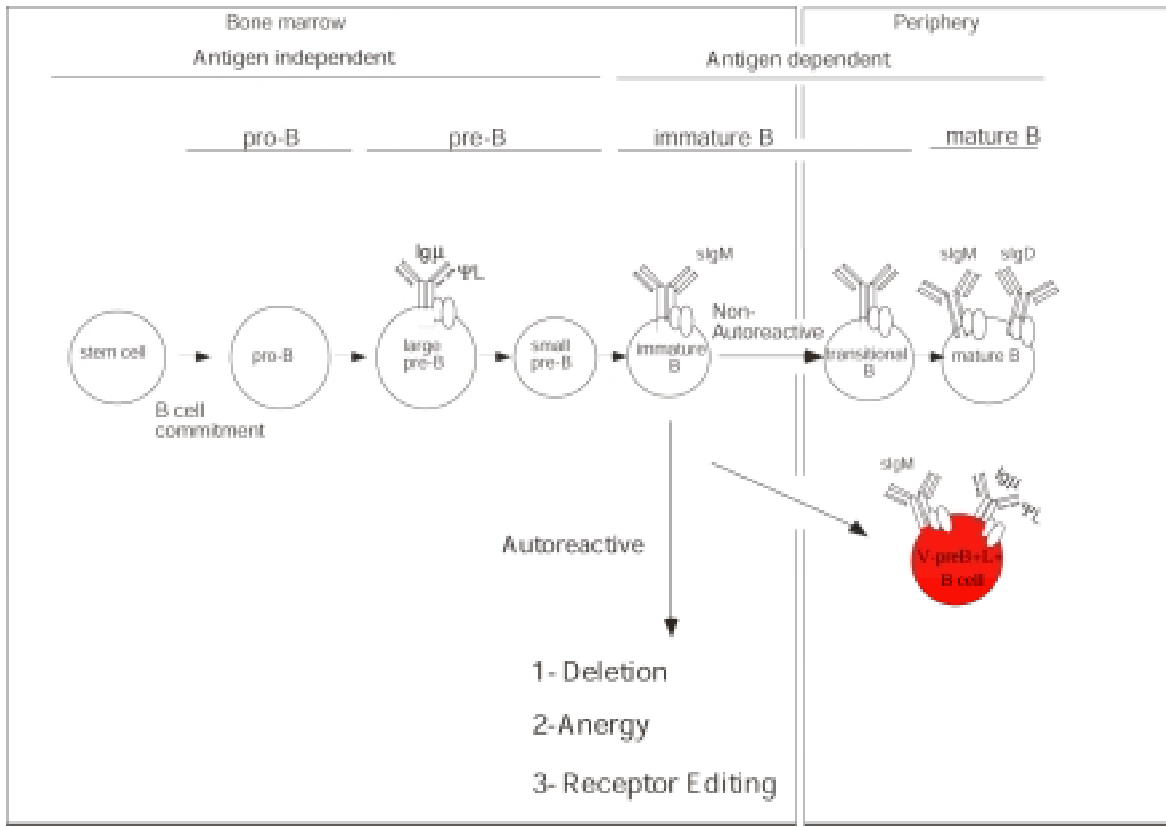 Bone marrow
Periphery
Antigen independent
Antigen dependent
pro-B
pre-B
immature B
mature B
Igμ
ΨL
sIgM
sIgM
sIgD
stem cell
pro-B
large
pre-B
small
pre-B
immature
B
Non-
Autoreactive
transitional
B
mature B
B cell
commitment
sIgM
Igμ
ΨL
Autoreactive
V-preB+L+
B cell
1- Deletion
2-Anergy
3- Receptor Editing